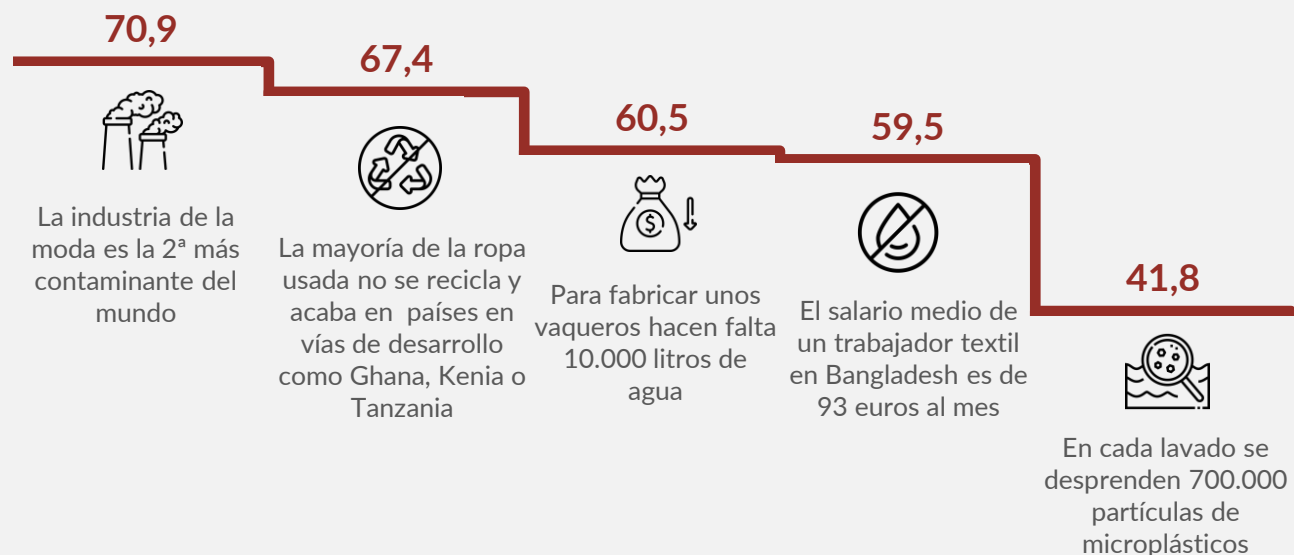 70,9
La industria de la
moda es la 2ª más
contaminante del
mundo
67,4
La mayoría de la ropa
usada no se recicla y
acaba en países en
vías de desarrollo
como Ghana, Kenia o
Tanzania
60,5
$
Para fabricar unos
vaqueros hacen falta
10.000 litros de
agua
59,5
El salario medio de
un trabajador textil
en Bangladesh es de
93 euros al mes
41,8
En cada lavado se
desprenden 700.000
partículas de
microplásticos